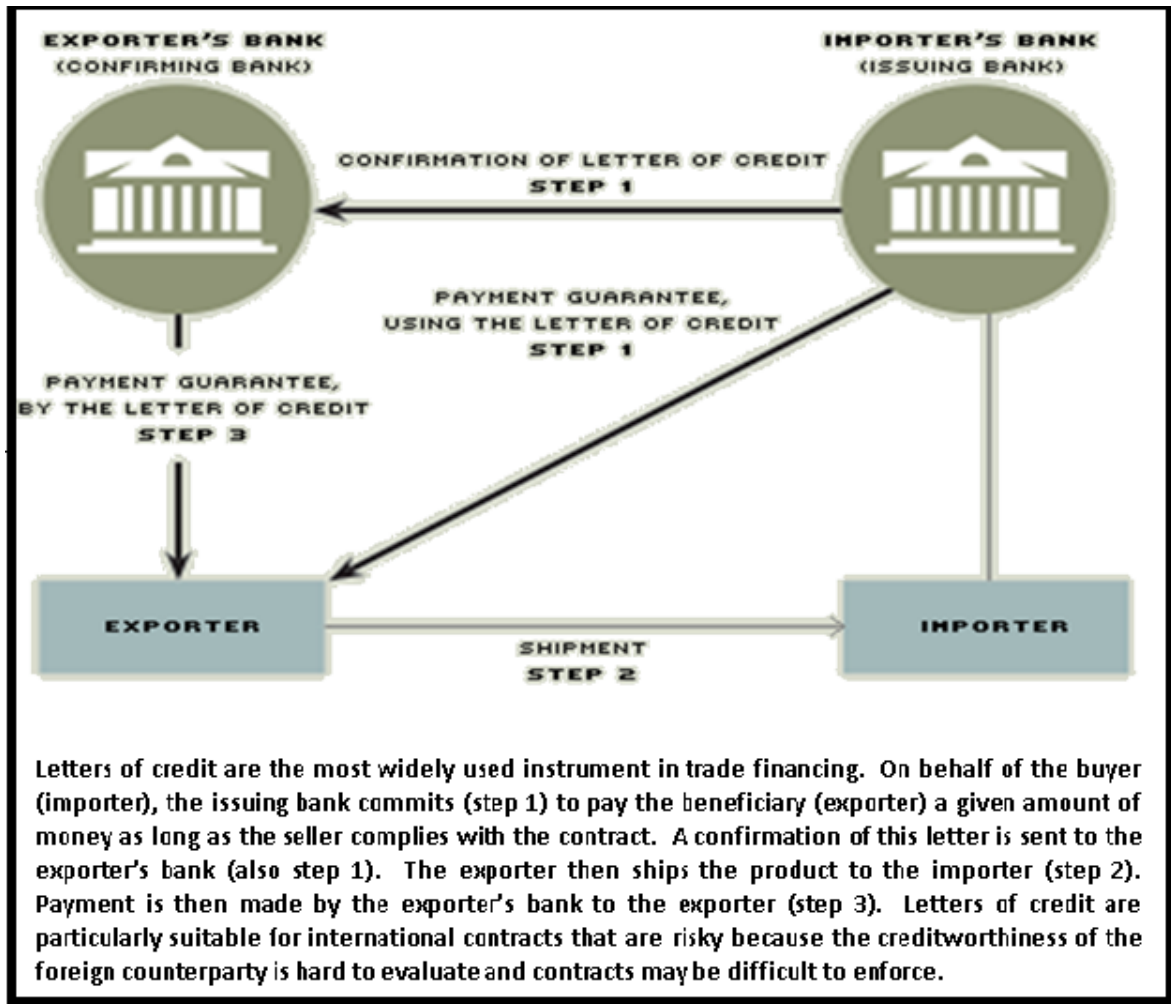 EXPORTER'S BANK
(CONFIRMING BANK)
IMPORTER'S BANK
(ISSUING BANK)
CONFIRMATION OF LETTER OF CREDIT
STEP 1
PAYMENT GUARANTEE,
USING THE LETTER OF CREDIT
STEP 1
PAYMENT GUARANTEE,
BY THE LETTER OF CREDIT
STEP 3
EXPORTER
IMPORTER
SHIPMENT
STEP 2
Letters of credit are the most widely used instrument in trade financing. On behalf of the buyer
(importer), the issuing bank commits (step 1) to pay the beneficiary (exporter) a given amount of
money as long as the seller complies with the contract. A confirmation of this letter is sent to the
exporter's bank (also step 1). The exporter then ships the product to the importer (step 2).
Payment is then made by the exporter's bank to the exporter (step 3). Letters of credit are
particularly suitable for international contracts that are risky because the creditworthiness of the
foreign counterparty is hard to evaluate and contracts may be difficult to enforce.